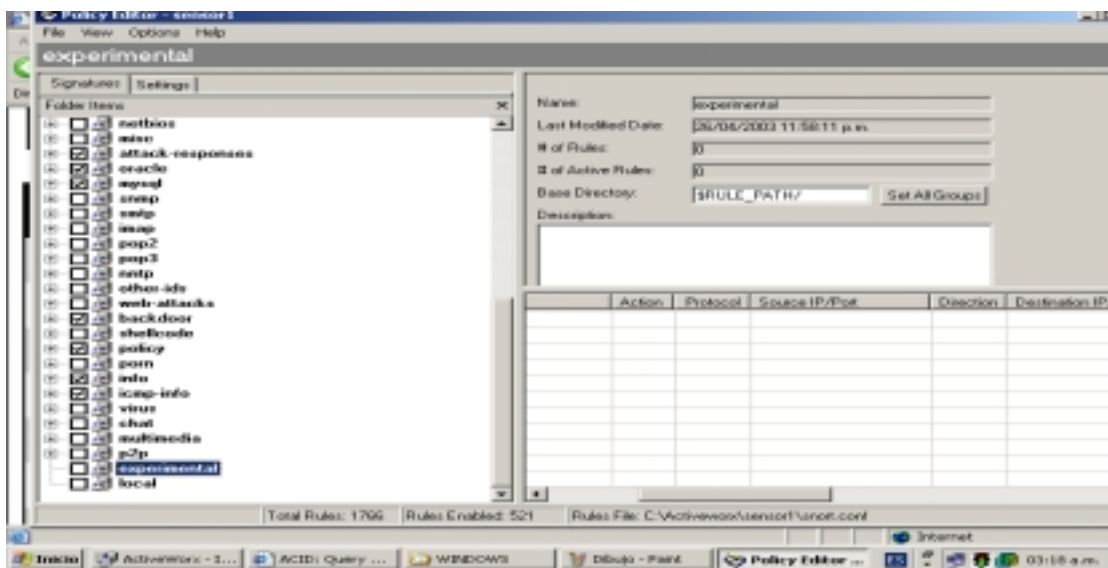 Policy Editor - sensor1
File View Options Help
experimental
Signatures Settings
Folder Items
netbios
misc
attack-responses
oracle
mysql
snmp
smtp
imap
pop2
pop3
nntp
other-ids
web-attacks
backdoor
shellcode
policy
porn
info
icmp-info
virus
chat
multimedia
p2p
experimental
local
Name: experimental
Last Modified Date: 26/04/2003 11:58:11 p.m.
# of Rules: 0
# of Active Rules: 0
Base Directory: $RULE_PATH/ Set All Groups
Description:
Action Protocol Source IP/Port Direction Destination IP
Total Rules: 1766 Rules Enabled: 521 Rules File: C:\Activeworx\sensor1\snort.conf
Internet
Inicio Activeworx - I... ACID: Query ... WINDOWS Dibujo - Paint Policy Editor ... ES 03:18 a.m.